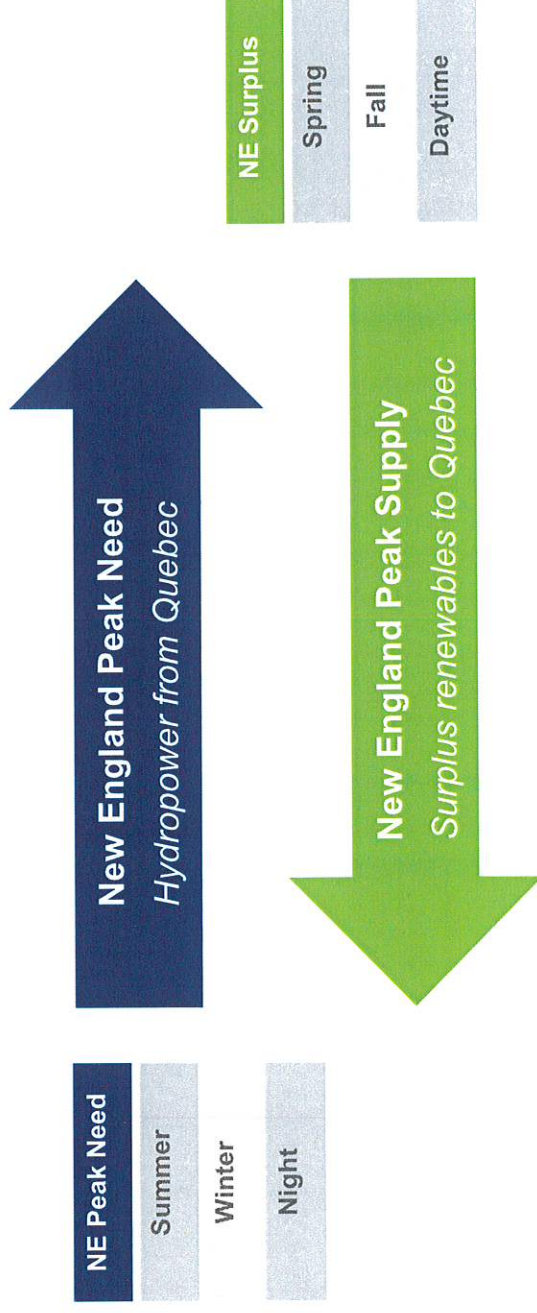 NE Peak Need
Summer
Winter
Night
New England Peak Need
Hydropower from Quebec
New England Peak Supply
Surplus renewables to Quebec
NE Surplus
Spring
Fall
Daytime